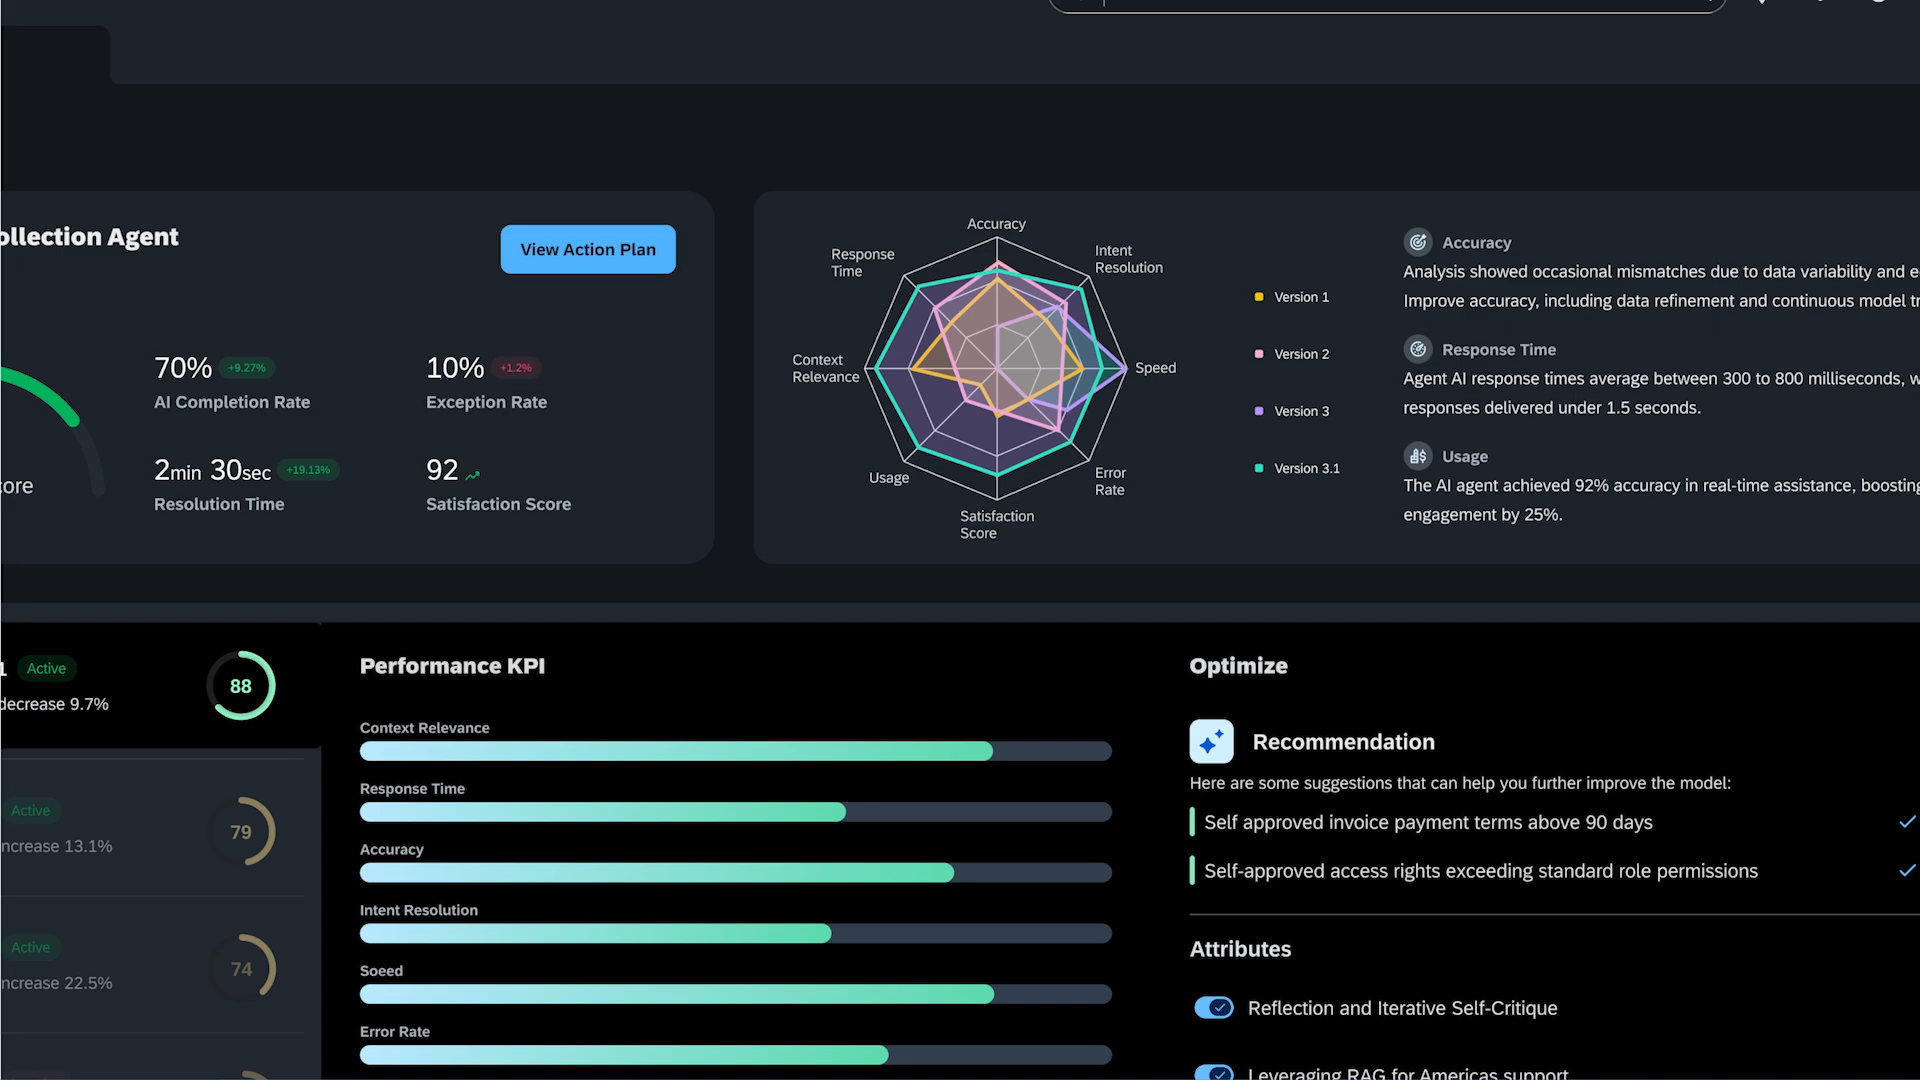 ollection Agent
View Action Plan
70% +9.27%
AI Completion Rate
10% +1.2%
Exception Rate
ore
2min 30sec +19.13%
Resolution Time
92
Satisfaction Score
Accuracy
Intent
Resolution
Speed
Error
Rate
Satisfaction
Score
Usage
Context
Relevance
Response
Time
Version 1
Version 2
Version 3
Version 3.1
Accuracy
Analysis showed occasional mismatches due to data variability and e
Improve accuracy, including data refinement and continuous model tr
Response Time
Agent AI response times average between 300 to 800 milliseconds, w
responses delivered under 1.5 seconds.
Usage
The AI agent achieved 92% accuracy in real-time assistance, boosting
engagement by 25%.
1 Active
decrease 9.7%
88
Active
ncrease 13.1%
79
Active
ncrease 22.5%
74
Performance KPI
Context Relevance
Response Time
Accuracy
Intent Resolution
Soeed
Error Rate
Optimize
Recommendation
Here are some suggestions that can help you further improve the model:
Self approved invoice payment terms above 90 days
Self-approved access rights exceeding standard role permissions
Attributes
Reflection and Iterative Self-Critique
Leveraging RAG for Americas support